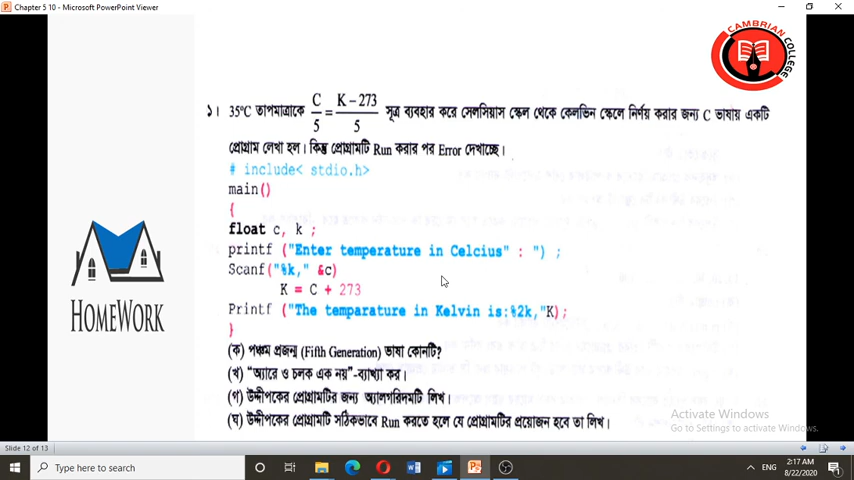 Chapter 5 10 - Microsoft PowerPoint Viewer
CAMBRIAN COLLEGE
১। 35°C তাপমাত্রাকে C/5 = K – 273/5 সূত্র ব্যবহার করে সেলসিয়াস স্কেল থেকে কেলভিন স্কেলে নির্ণয় করার জন্য C ভাষায় একটি
প্রোগ্রাম লেখা হল। কিন্তু প্রোগ্রামটি Run করার পর Error দেখাচ্ছে।
# include< stdio.h>
main()
{
float c, k ;
printf ("Enter temperature in Celcius" : ") ;
Scanf("%k," &c)
K = C + 273
Printf ("The temparature in Kelvin is:%2k,"K);
}
(ক) পঞ্চম প্রজন্ম (Fifth Generation) ভাষা কোনটি?
(খ) "অ্যারে ও চলক এক নয়"-ব্যাখ্যা কর।
(গ) উদ্দীপকের প্রোগ্রামটির জন্য অ্যালগরিদমটি লিখ।
(ঘ) উদ্দীপকের প্রোগ্রামটি সঠিকভাবে Run করতে হলে যে প্রোগ্রামটির প্রয়োজন হবে তা লিখ।
HOMEWORK
Activate Windows
Go to Settings to activate Windows.
Slide 12 of 13
Type here to search
ENG
2:17 AM
8/22/2020